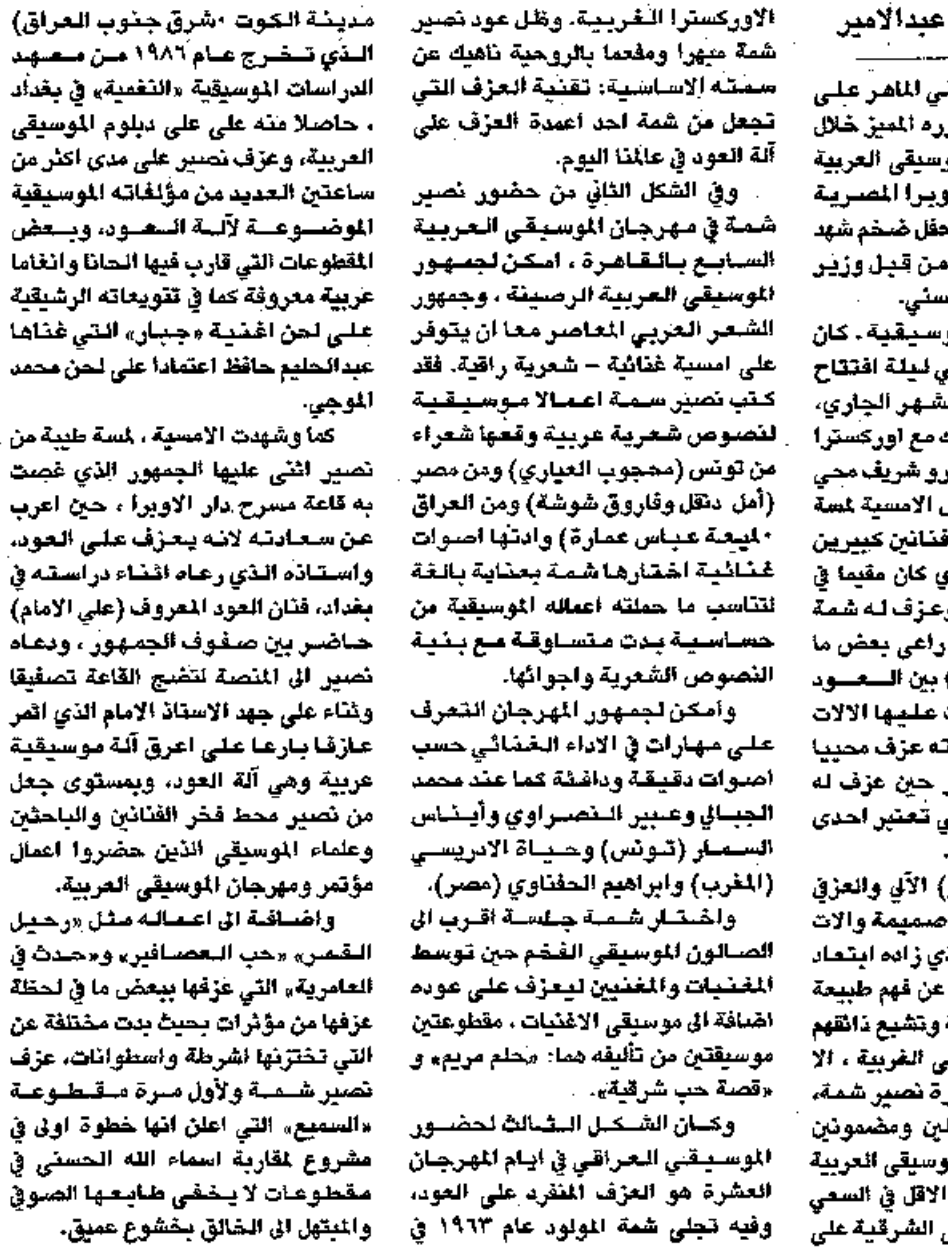 عبدالامير
ي الماهر على
ره المميز خلال
وسيقى العربية
وبرا المصرية
حفل ضخم شهد
من قبل وزير
سني.
وسيقية . كان
ي ليلة افتتاح
شهر الجاري،
مع اوركسترا
رو شريف محي
الامسية لمسة
فنانين كبيرين
ي كان مقيما في
وعزف له شمة
راعى بعض ما
بين الـعـود
عليها الالات
ته عزف محييا
حين عزف له
ي تعتبر احدى
) الآلي والعزفي
صميمة والات
ذي زاده ابتعاد
عن فهم طبيعة
وتشيع ذائقهم
ى الغربية ، الا
رة نصير شمة،
لين ومضمونين
وسيقى العربية
الاقل في السعي
الشرقية على
الاوركسترا الغربية. وظل عود نصير
شمة مبهرا ومفعما بالروحية ناهيك عن
سمته الاساسية: تقنية العزف التي
تجعل من شمة احد اعمدة العزف على
آلة العود في عالمنا اليوم.
وفي الشكل الثاني من حضور نصير
شمة في مهرجان الموسيقى العربية
السابع بالقاهرة ، امكن لجمهور
الموسيقى العربية الرصينة ، وجمهور
الشعر العربي المعاصر معا ان يتوفر
على امسية غنائية – شعرية راقية. فقد
كتب نصير سمة اعمالا موسيقية
لنصوص شعرية عربية وقعها شعراء
من تونس (محجوب العياري) ومن مصر
(أمل دنقل وفاروق شوشة) ومن العراق
٠لميعة عباس عمارة) وادتها اصوات
غنائية اختارها شمة بعناية بالغة
لتناسب ما حملته اعماله الموسيقية من
حساسية بدت متساوقة مع بنية
النصوص الشعرية واجوائها.
وأمكن لجمهور المهرجان التعرف
على مهارات في الاداء الغنائي حسب
اصوات دقيقة ودافئة كما عند محمد
الجبالي وعبير النصراوي وأيناس
السمار (تونس) وحياة الادريسي
(المغرب) وابراهيم الحفناوي (مصر).
واختار شمة جلسة اقرب الى
الصالون الموسيقي الفخم حين توسط
المغنيات والمغنيين ليعزف على عوده
اضافة الى موسيقى الاغنيات ، مقطوعتين
موسيقتين من تأليفه هما: «حلم مريم» و
«قصة حب شرقية».
وكان الشكل الثالث لحضور
الموسيقي العراقي في ايام المهرجان
العشرة هو العزف المنفرد على العود،
وفيه تجلى شمة المولود عام ١٩٦٣ في
مدينة الكوت ٠شرق جنوب العراق)
الذي تخرج عام ١٩٨٦ من معهد
الدراسات الموسيقية «النغمية» في بغداد
، حاصلا منه على على دبلوم الموسيقى
العربية، وعزف نصير على مدى اكثر من
ساعتين العديد من مؤلفاته الموسيقية
الموضوعة لآلة العود، وبعض
المقطوعات التي قارب فيها الحانا وانغاما
عربية معروفة كما في تنويعاته الرشيقة
على لحن اغنية «جبار» التي غناها
عبدالحليم حافظ اعتمادا على لحن محمد
الموجي.
كما وشهدت الامسية ، لمسة طيبة من
نصير اثنى عليها الجمهور الذي غصت
به قاعة مسرح دار الاوبرا ، حين اعرب
عن سعادته لانه يعزف على العود،
واستاذه الذي رعاه اثناء دراسته في
بغداد، فنان العود المعروف (علي الامام)
حاضر بين صفوف الجمهور ، ودعاه
نصير الى المنصة لتضج القاعة تصفيقا
وثناء على جهد الاستاذ الامام الذي اثمر
عازفا بارعا على اعرق آلة موسيقية
عربية وهي آلة العود، وبمستوى جعل
من نصير محط فخر الفنانين والباحثين
وعلماء الموسيقى الذين حضروا اعمال
مؤتمر ومهرجان الموسيقى العربية.
واضافة الى اعماله مثل «رحيل
القمر» «حب العصافير» و«حدث في
العامرية» التي عزفها ببعض ما في لحظة
عزفها من مؤثرات بحيث بدت مختلفة عن
التي تختزنها اشرطة واسطوانات، عزف
نصير شمة ولأول مرة مقطوعة
«السميع» التي اعلن انها خطوة اولى في
مشروع لمقاربة اسماء الله الحسنى في
مقطوعات لا يخفى طابعها الصوفي
والمبتهل الى الخالق بخشوع عميق.